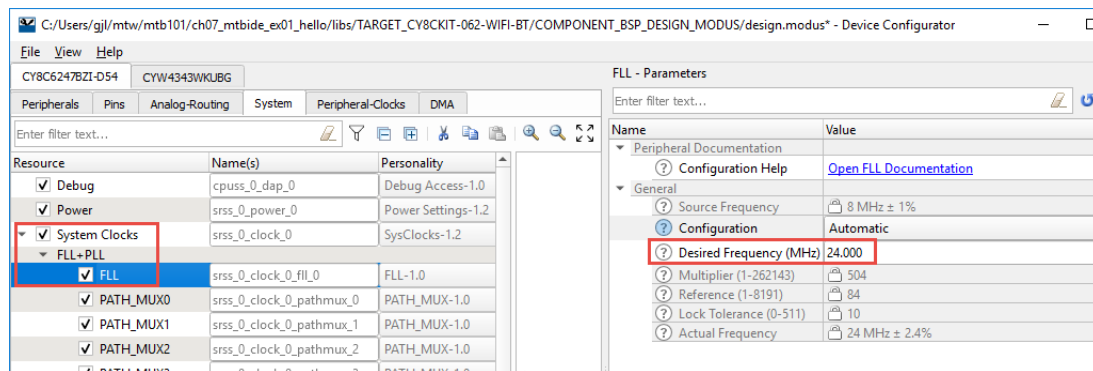 C:/Users/gjl/mtw/mtb101/ch07_mtbide_ex01_hello/libs/TARGET_CY8CKIT-062-WIFI-BT/COMPONENT_BSP_DESIGN_MODUS/design.modus* - Device Configurator
File View Help
CY8C6247BZI-D54 CYW4343WKUBG
Peripherals Pins Analog-Routing System Peripheral-Clocks DMA
Enter filter text...
Resource Name(s) Personality
Debug cpuss_0_dap_0 Debug Access-1.0
Power srss_0_power_0 Power Settings-1.2
System Clocks srss_0_clock_0 SysClocks-1.2
FLL+PLL
FLL srss_0_clock_0_fll_0 FLL-1.0
PATH_MUX0 srss_0_clock_0_pathmux_0 PATH_MUX-1.0
PATH_MUX1 srss_0_clock_0_pathmux_1 PATH_MUX-1.0
PATH_MUX2 srss_0_clock_0_pathmux_2 PATH_MUX-1.0
FLL - Parameters
Enter filter text...
Name Value
Peripheral Documentation
? Configuration Help Open FLL Documentation
General
? Source Frequency 8 MHz ± 1%
? Configuration Automatic
? Desired Frequency (MHz) 24.000
? Multiplier (1-262143) 504
? Reference (1-8191) 84
? Lock Tolerance (0-511) 10
? Actual Frequency 24 MHz ± 2.4%